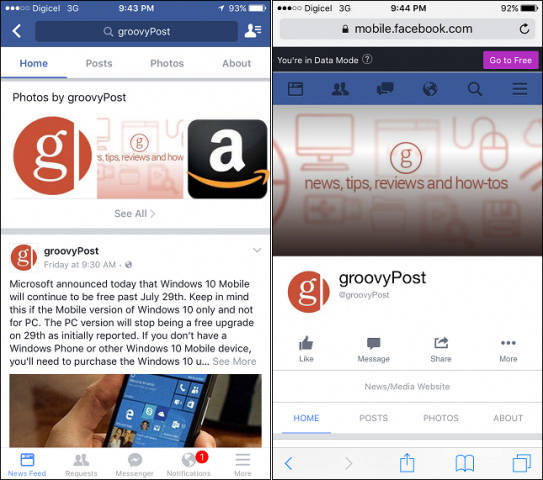 Digicel 3G 9:43 PM 93%
groovyPost
Home Posts Photos About
Photos by groovyPost
g
g
s, tips, reviews and how-
a
See All >
g
groovyPost
Friday at 9:30 AM •
Microsoft announced today that Windows 10 Mobile
will continue to be free past July 29th. Keep in mind
this if the Mobile version of Windows 10 only and not
for PC. The PC version will stop being a free upgrade
on 29th as initially reported. If you don't have a
Windows Phone or other Windows 10 Mobile device,
you'll need to purchase the Windows 10 u... See More
1
News Feed Requests Messenger Notifications More
Digicel 3G 9:44 PM 92%
mobile.facebook.com
You're in Data Mode ? Go to Free
g
news, tips, reviews and how-tos
g
groovyPost
@groovyPost
Like Message Share More
News/Media Website
HOME POSTS PHOTOS ABOUT